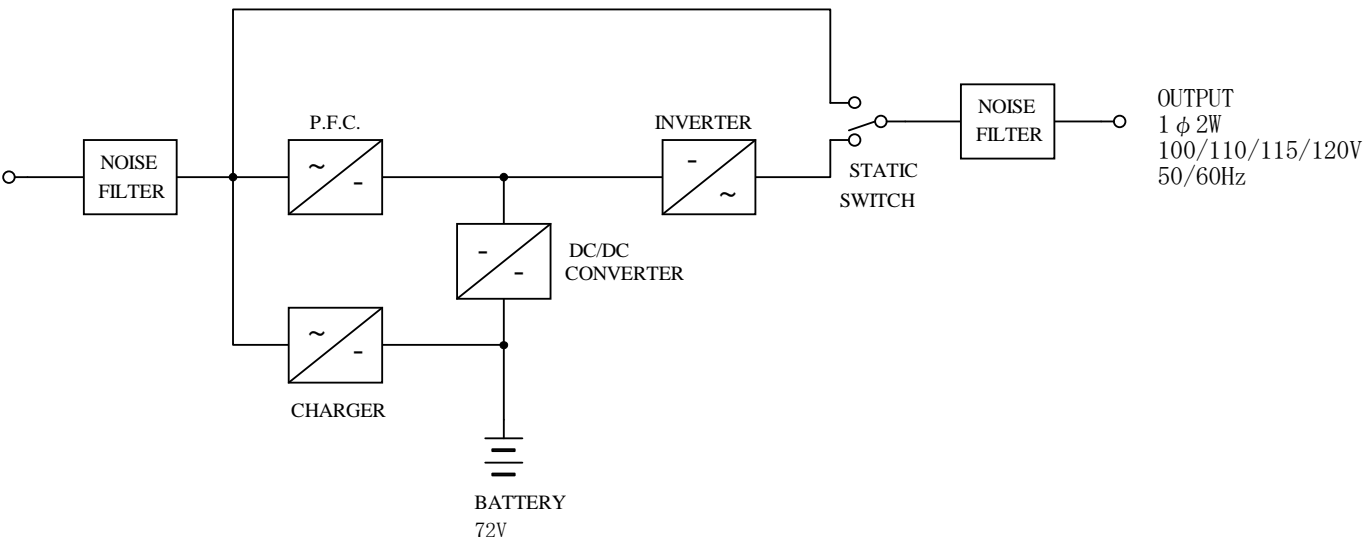 NOISE
FILTER
P.F.C.
~
-
CHARGER
~
-
-
-
DC/DC
CONVERTER
BATTERY
72V
INVERTER
-
~
STATIC
SWITCH
NOISE
FILTER
OUTPUT
1φ2W
100/110/115/120V
50/60Hz